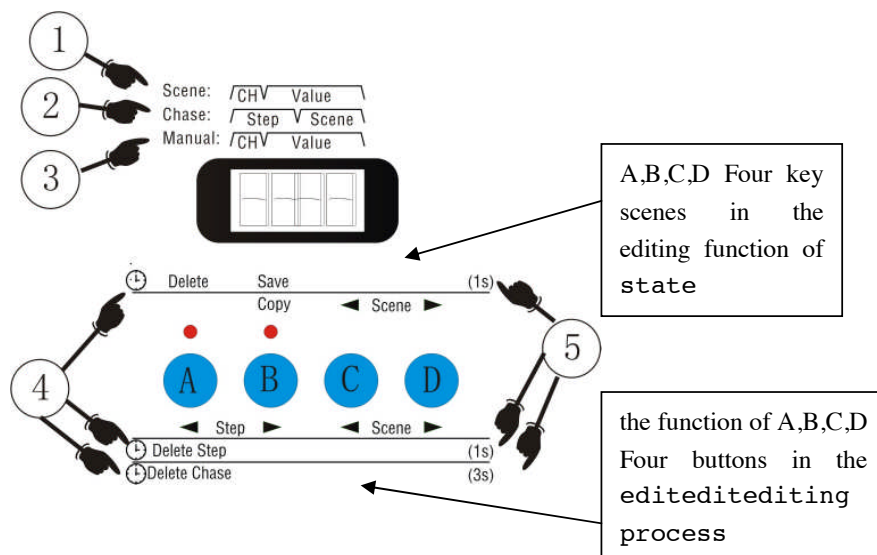 1
Scene: CH Value
2
Chase: Step Scene
Manual: CH Value
3
A,B,C,D Four key
scenes in the
editing function of
state
Delete Save (1s)
Copy Scene
A B C D
4
5
Step Scene
Delete Step (1s)
Delete Chase (3s)
the function of A,B,C,D
Four buttons in the
editeditediting
process